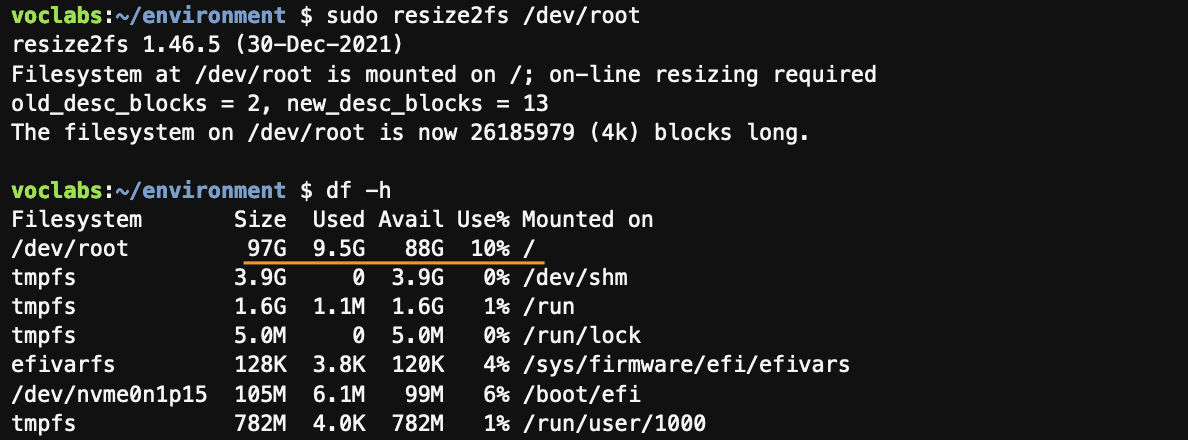 voclabs:~/environment $ sudo resize2fs /dev/root
resize2fs 1.46.5 (30-Dec-2021)
Filesystem at /dev/root is mounted on /; on-line resizing required
old_desc_blocks = 2, new_desc_blocks = 13
The filesystem on /dev/root is now 26185979 (4k) blocks long.

voclabs:~/environment $ df -h
Filesystem       Size  Used Avail Use% Mounted on
/dev/root         97G  9.5G   88G  10% /
tmpfs            3.9G     0  3.9G   0% /dev/shm
tmpfs            1.6G  1.1M  1.6G   1% /run
tmpfs            5.0M     0  5.0M   0% /run/lock
efivarfs         128K  3.8K  120K   4% /sys/firmware/efi/efivars
/dev/nvme0n1p15  105M  6.1M   99M   6% /boot/efi
tmpfs            782M  4.0K  782M   1% /run/user/1000